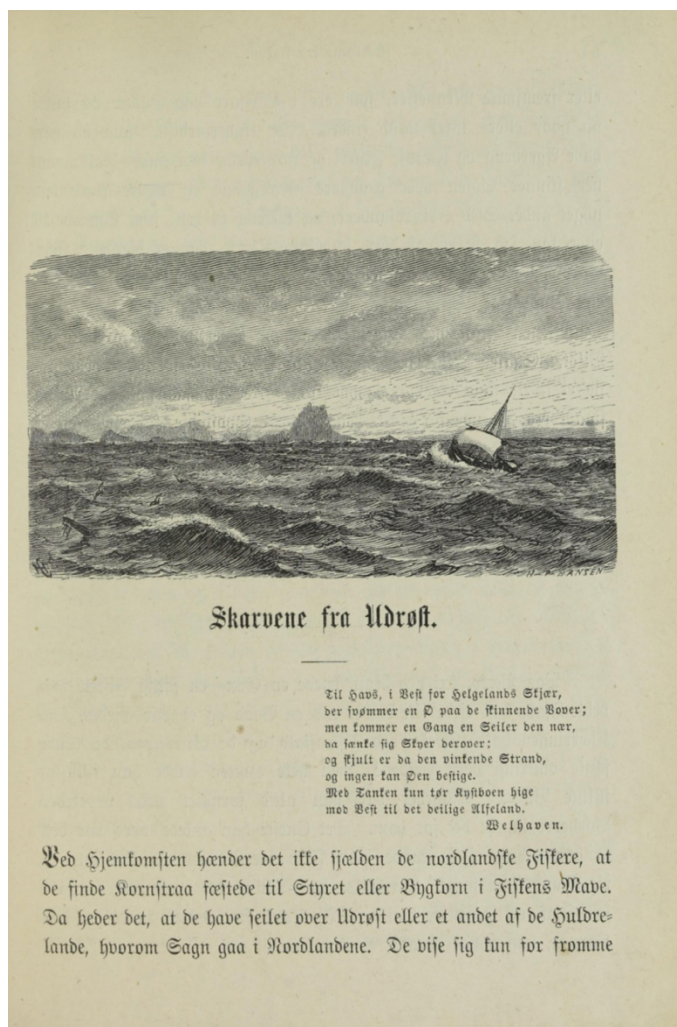 H. P. HANSEN
Skarvene fra Udrøst.
Til Havs, i Vest for Helgelands Skjær,
der svømmer en Ø paa de skinnende Vover;
men kommer en Gang en Seiler den nær,
da sænke sig Skyer derover;
og skjult er da den vinkende Strand,
og ingen kan Øen bestige.
Med Tanken kun tør Kystboen hige
mod Vest til det deilige Alfeland.
Welhaven.
Ved Hjemkomsten hænder det ikke sjælden de nordlandske Fiskere, at
de finde Kornstraa fæstede til Styret eller Bygkorn i Fiskens Mave.
Da heder det, at de have seilet over Udrøst eller et andet af de Huldre-
lande, hvorom Sagn gaa i Nordlandene. De vise sig kun for fromme